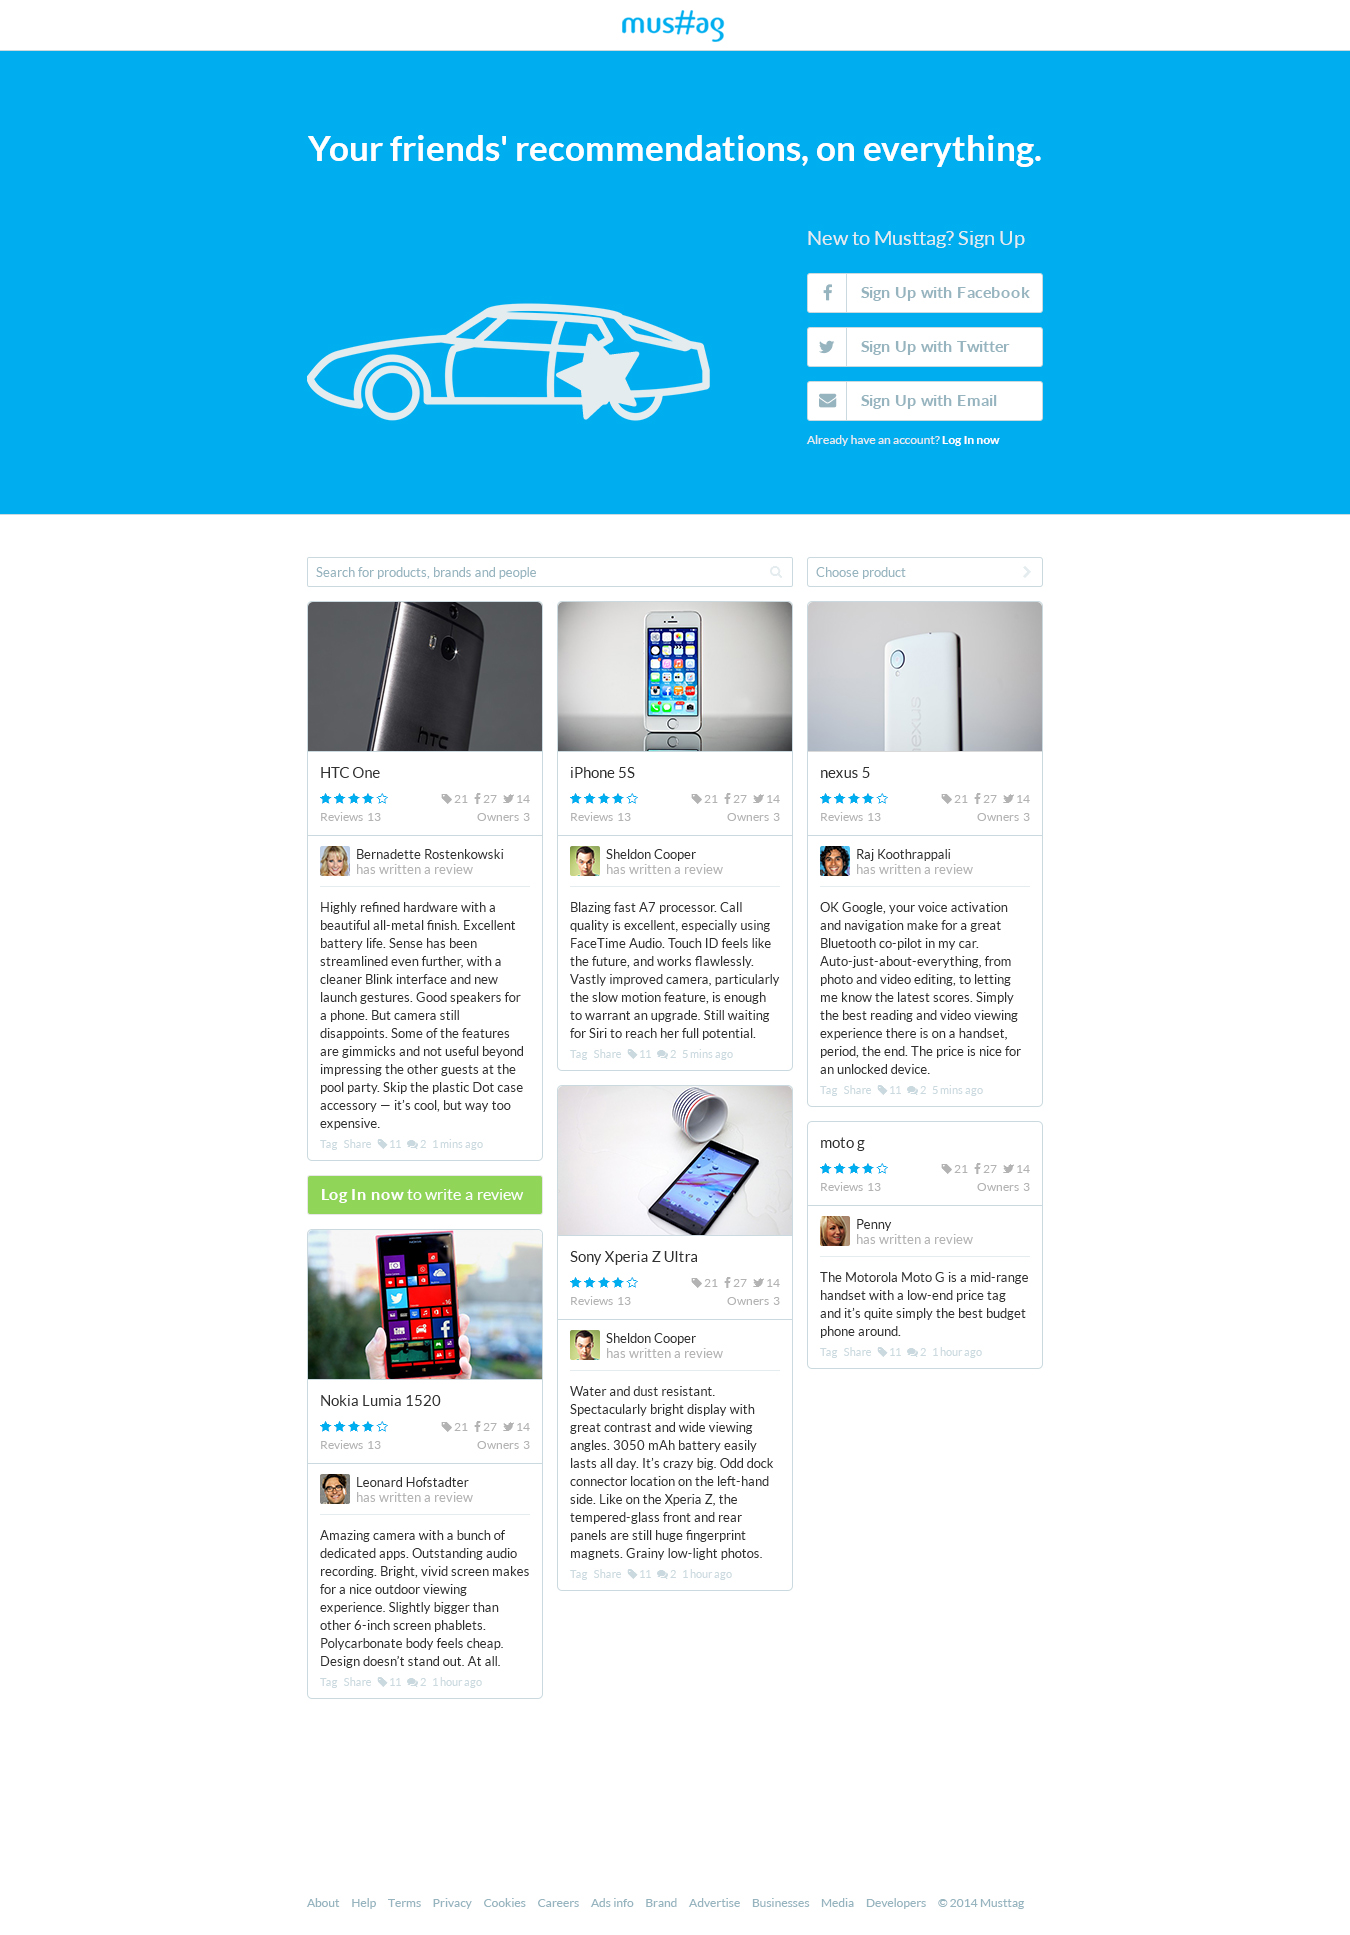 musttag
Your friends' recommendations, on everything.
New to Musttag? Sign Up
Sign Up with Facebook
Sign Up with Twitter
Sign Up with Email
Already have an account? Log In now
Search for products, brands and people
Choose product
hTC
HTC One
21 27 14
Reviews 13
Owners 3
Bernadette Rostenkowski
has written a review
Highly refined hardware with a
beautiful all-metal finish. Excellent
battery life. Sense has been
streamlined even further, with a
cleaner Blink interface and new
launch gestures. Good speakers for
a phone. But camera still
disappoints. Some of the features
are gimmicks and not useful beyond
impressing the other guests at the
pool party. Skip the plastic Dot case
accessory — it’s cool, but way too
expensive.
Tag Share 11 2 1 mins ago
Log In now to write a review
Nokia Lumia 1520
21 27 14
Reviews 13
Owners 3
Leonard Hofstadter
has written a review
Amazing camera with a bunch of
dedicated apps. Outstanding audio
recording. Bright, vivid screen makes
for a nice outdoor viewing
experience. Slightly bigger than
other 6-inch screen phablets.
Polycarbonate body feels cheap.
Design doesn’t stand out. At all.
Tag Share 11 2 1 hour ago
iPhone 5S
21 27 14
Reviews 13
Owners 3
Sheldon Cooper
has written a review
Blazing fast A7 processor. Call
quality is excellent, especially using
FaceTime Audio. Touch ID feels like
the future, and works flawlessly.
Vastly improved camera, particularly
the slow motion feature, is enough
to warrant an upgrade. Still waiting
for Siri to reach her full potential.
Tag Share 11 2 5 mins ago
Sony Xperia Z Ultra
21 27 14
Reviews 13
Owners 3
Sheldon Cooper
has written a review
Water and dust resistant.
Spectacularly bright display with
great contrast and wide viewing
angles. 3050 mAh battery easily
lasts all day. It’s crazy big. Odd dock
connector location on the left-hand
side. Like on the Xperia Z, the
tempered-glass front and rear
panels are still huge fingerprint
magnets. Grainy low-light photos.
Tag Share 11 2 1 hour ago
nexus
nexus 5
21 27 14
Reviews 13
Owners 3
Raj Koothrappali
has written a review
OK Google, your voice activation
and navigation make for a great
Bluetooth co-pilot in my car.
Auto-just-about-everything, from
photo and video editing, to letting
me know the latest scores. Simply
the best reading and video viewing
experience there is on a handset,
period, the end. The price is nice for
an unlocked device.
Tag Share 11 2 5 mins ago
moto g
21 27 14
Reviews 13
Owners 3
Penny
has written a review
The Motorola Moto G is a mid-range
handset with a low-end price tag
and it’s quite simply the best budget
phone around.
Tag Share 11 2 1 hour ago
About Help Terms Privacy Cookies Careers Ads info Brand Advertise Businesses Media Developers © 2014 Musttag